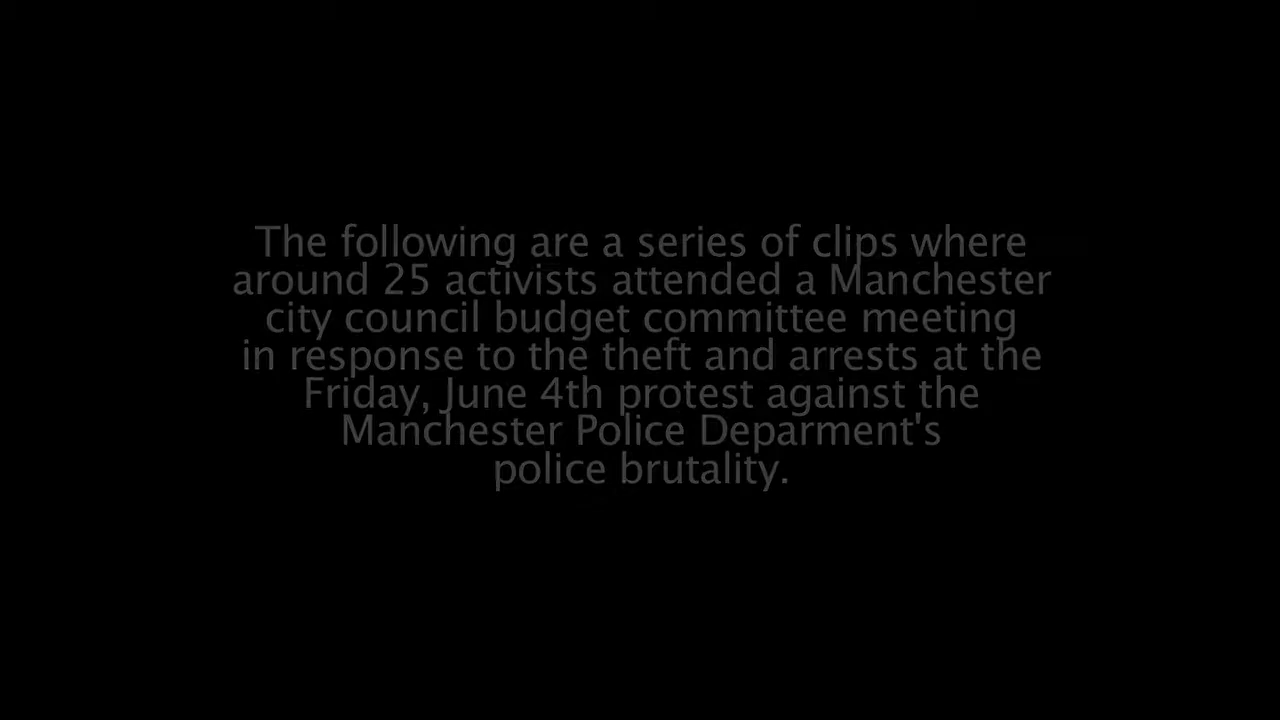 The following are a series of clips where
around 25 activists attended a Manchester
city council budget committee meeting
in response to the theft and arrests at the
Friday, June 4th protest against the
Manchester Police Deparment's
police brutality.